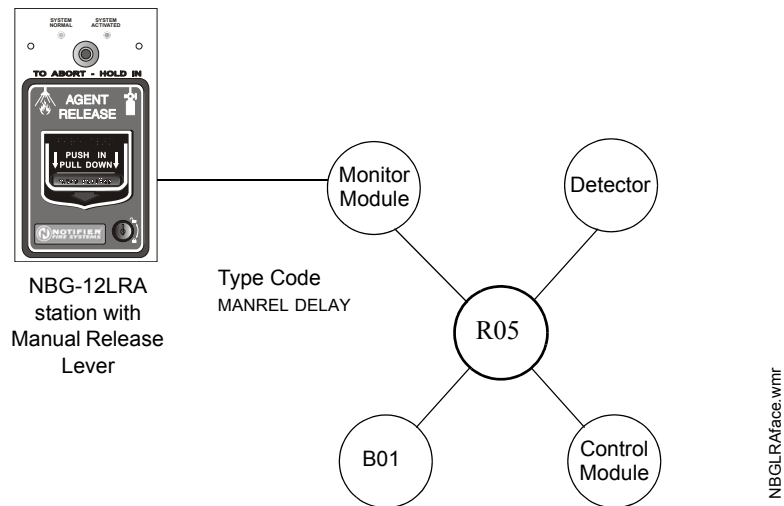 SYSTEM
NORMAL
SYSTEM
ACTIVATED
TO ABORT - HOLD IN
AGENT
RELEASE
PUSH IN
PULL DOWN
NOTIFIER
FIRE SYSTEMS
NBG-12LRA
station with
Manual Release
Lever
Monitor
Module
Detector
Type Code
MANREL DELAY
R05
B01
Control
Module
NBGLRAface.wmr